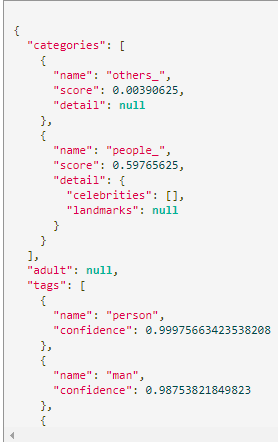 {
  "categories": [
    {
      "name": "others_",
      "score": 0.00390625,
      "detail": null
    },
    {
      "name": "people_",
      "score": 0.59765625,
      "detail": {
        "celebrities": [],
        "landmarks": null
      }
    }
  ],
  "adult": null,
  "tags": [
    {
      "name": "person",
      "confidence": 0.99975663423538208
    },
    {
      "name": "man",
      "confidence": 0.98753821849823
    },
    {